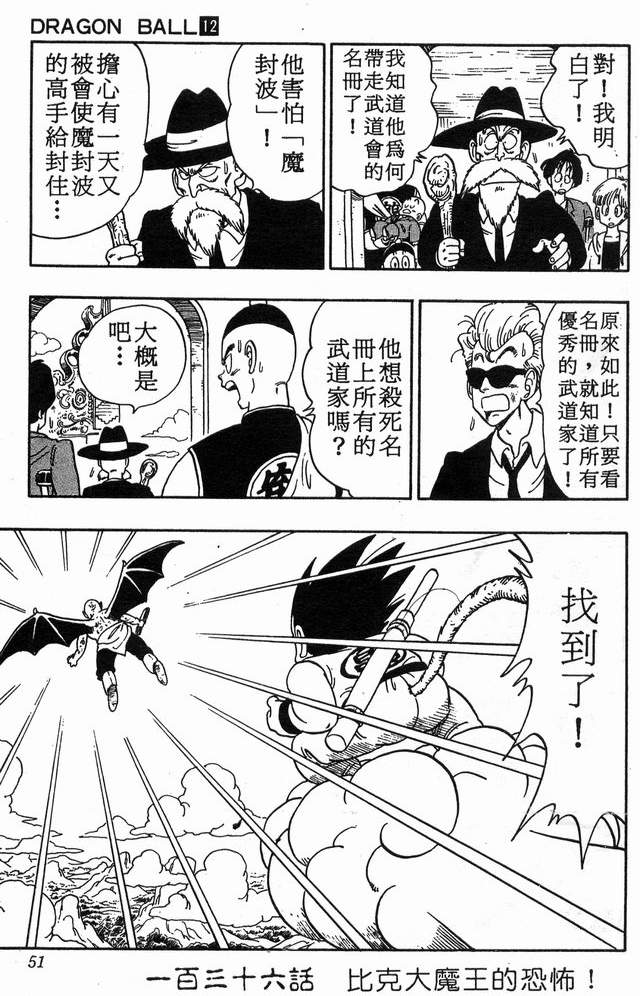 DRAGON BALL 12
對！我明
白了！
我知道他爲何
帶走武道會的
名冊了！
他害怕「魔
封波」！
擔心有一天又
被會使魔封波
的高手給封住…
原來如此！只要看
名冊，就知道所有
優秀的武道家了！
他想殺死名
冊上所有的
武道家嗎？
大概是
吧…
找到了！
51
一百三十六話　比克大魔王的恐怖！